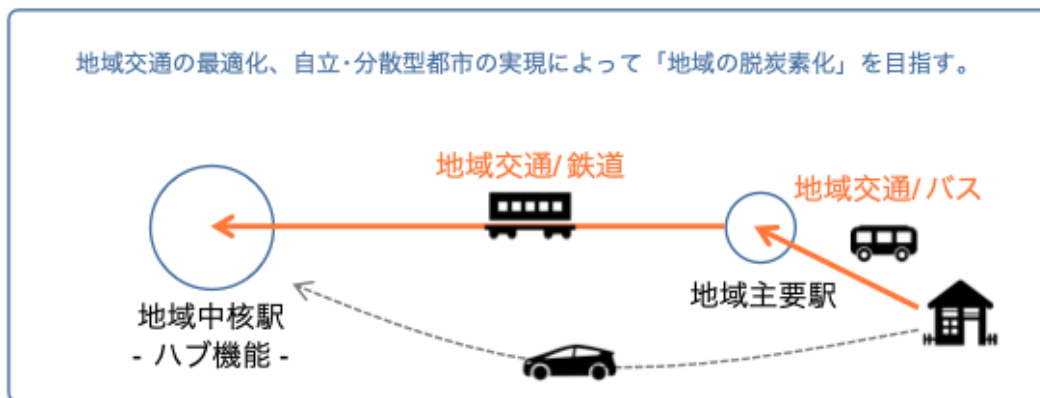 地域交通の最適化、自立･分散型都市の実現によって「地域の脱炭素化」を目指す。
地域交通/鉄道
地域交通/バス
地域主要駅
地域中核駅
- ハブ機能 -